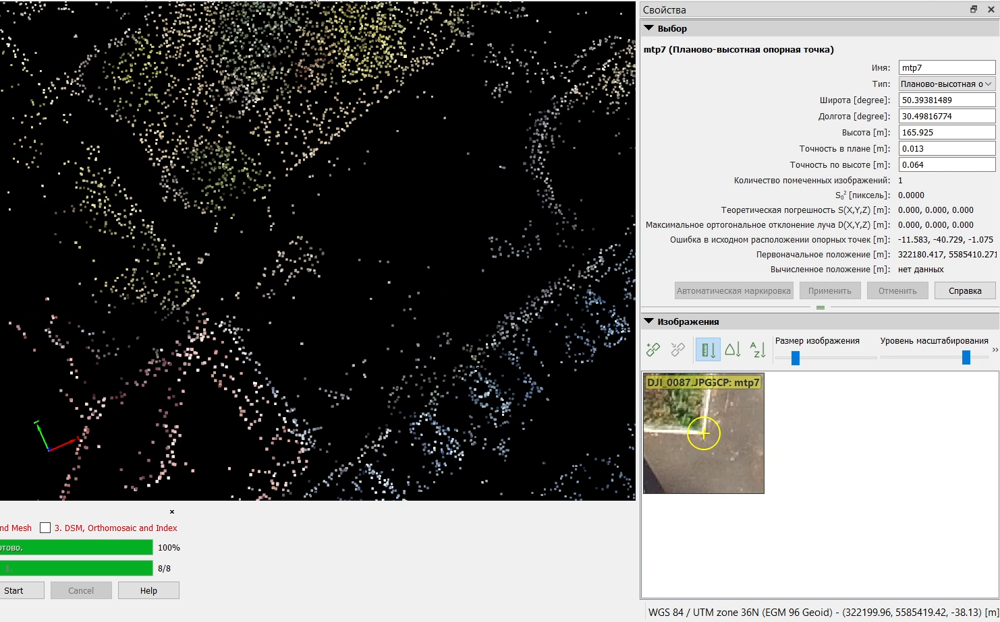 Свойства
Выбор
mtp7 (Планово-высотная опорная точка)
Имя: mtp7
Тип: Планово-высотная о
Широта [degree]: 50.39381489
Долгота [degree]: 30.49816774
Высота [m]: 165.925
Точность в плане [m]: 0.013
Точность по высоте [m]: 0.064
Количество помеченных изображений: 1
S₀² [пиксель]: 0.0000
Теоретическая погрешность S(X,Y,Z) [m]: 0.000, 0.000, 0.000
Максимальное ортогональное отклонение луча D(X,Y,Z) [m]: 0.000, 0.000, 0.000
Ошибка в исходном расположении опорных точек [m]: -11.583, -40.729, -1.075
Первоначальное положение [m]: 322180.417, 5585410.271
Вычисленное положение [m]: нет данных
Автоматическая маркировка Применить Отменить Справка
Изображения
Размер изображения Уровень масштабирования
DJI_0087.JPG GCP: mtp7
nd Mesh 3. DSM, Orthomosaic and Index
отово. 100%
8/8
Start Cancel Help
WGS 84 / UTM zone 36N (EGM 96 Geoid) - (322199.96, 5585419.42, -38.13) [m]